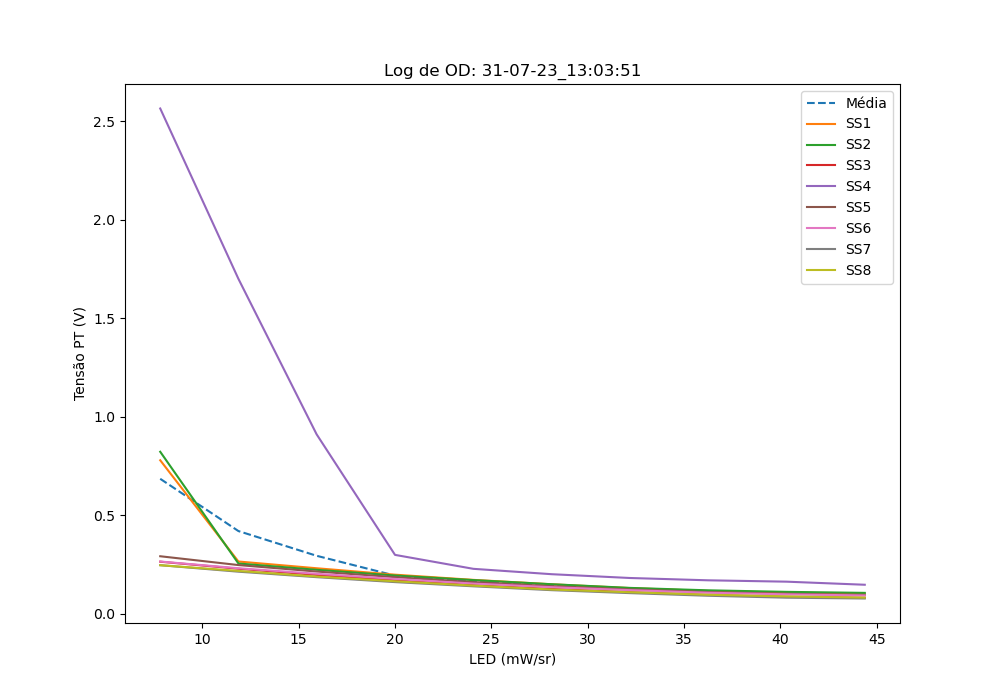 Log de OD: 31-07-23_13:03:51
Média
SS1
SS2
SS3
SS4
SS5
SS6
SS7
SS8
Tensão PT (V)
2.5
2.0
1.5
1.0
0.5
0.0
10 15 20 25 30 35 40 45
LED (mW/sr)